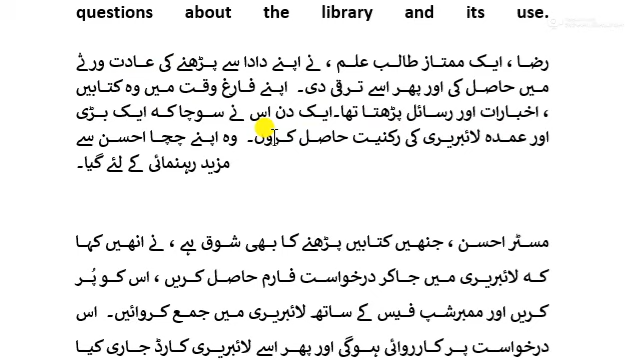 questions about the library and its use.
رضا ، ایک ممتاز طالب علم ، نے اپنے دادا سے پڑھنے کی عادت ورثے
میں حاصل کی اور پھر اسے ترقی دی۔ اپنے فارغ وقت میں وہ کتابیں
، اخبارات اور رسائل پڑھتا تھا۔ایک دن اس نے سوچا کہ ایک بڑی
اور عمدہ لائبریری کی رکنیت حاصل کروں۔ وہ اپنے چچا احسن سے
مزید رہنمائی کے لئے گیا۔
مسٹر احسن ، جنھیں کتابیں پڑھنے کا بھی شوق ہے ، نے انھیں کہا
کہ لائبریری میں جاکر درخواست فارم حاصل کریں ، اس کو پُر
کریں اور ممبرشپ فیس کے ساتھ لائبریری میں جمع کروائیں۔ اس
درخواست پر کارروائی ہوگی اور پھر اسے لائبریری کارڈ جاری کیا